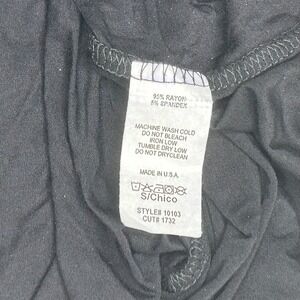 95% RAYON
5% SPANDEX
MACHINE WASH COLD
DO NOT BLEACH
IRON LOW
TUMBLE DRY LOW
DO NOT DRYCLEAN
MADE IN U.S.A.
S/Chico
STYLE# 10103
CUT# 1732